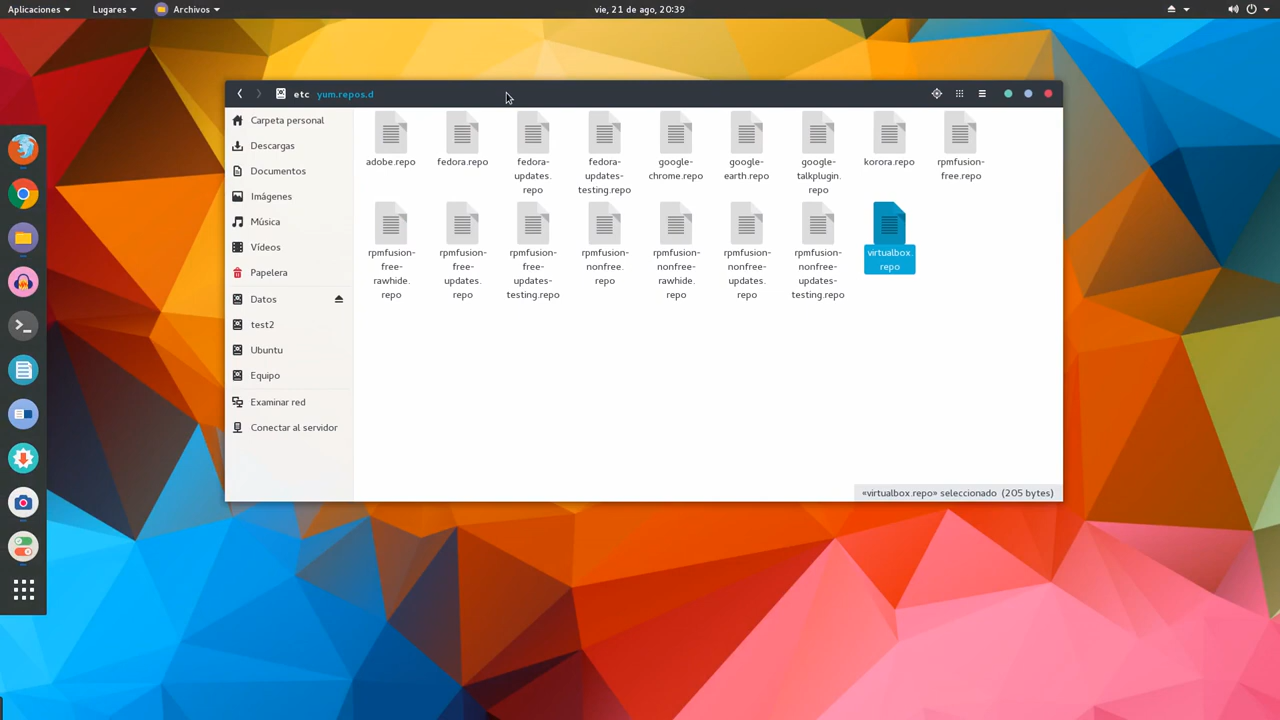 Aplicaciones Lugares Archivos vie, 21 de ago, 20:39
etc yum.repos.d
Carpeta personal
Descargas
Documentos
Imágenes
Música
Vídeos
Papelera
Datos
test2
Ubuntu
Equipo
Examinar red
Conectar al servidor
adobe.repo
fedora.repo
fedora-
updates.
repo
fedora-
updates-
testing.repo
google-
chrome.repo
google-
earth.repo
google-
talkplugin.
repo
korora.repo
rpmfusion-
free.repo
rpmfusion-
free-
rawhide.
repo
rpmfusion-
free-
updates.
repo
rpmfusion-
free-
updates-
testing.repo
rpmfusion-
nonfree.
repo
rpmfusion-
nonfree-
rawhide.
repo
rpmfusion-
nonfree-
updates.
repo
rpmfusion-
nonfree-
updates-
testing.repo
virtualbox.
repo
«virtualbox.repo» seleccionado (205 bytes)